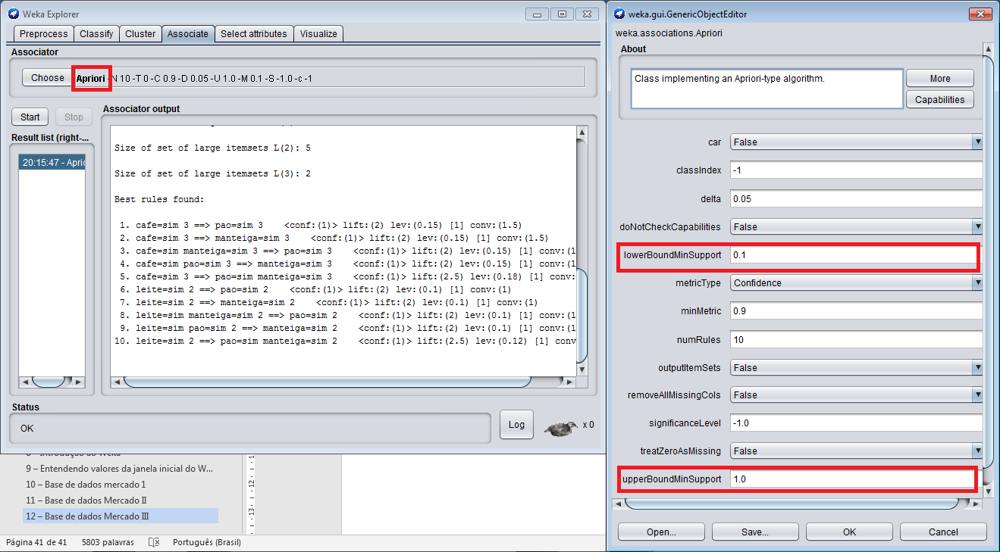 Weka Explorer
Preprocess Classify Cluster Associate Select attributes Visualize
Associator
Choose Apriori -N 10 -T 0 -C 0.9 -D 0.05 -U 1.0 -M 0.1 -S -1.0 -c -1
Start Stop
Result list (right-...
20:15:47 - Aprio
Associator output
Size of set of large itemsets L(2): 5
Size of set of large itemsets L(3): 2
Best rules found:
1. cafe=sim 3 ==> pao=sim 3 <conf:(1)> lift:(2) lev:(0.15) [1] conv:(1.5)
2. cafe=sim 3 ==> manteiga=sim 3 <conf:(1)> lift:(2) lev:(0.15) [1] conv:(1.5)
3. cafe=sim manteiga=sim 3 ==> pao=sim 3 <conf:(1)> lift:(2) lev:(0.15) [1] conv:(1
4. cafe=sim pao=sim 3 ==> manteiga=sim 3 <conf:(1)> lift:(2) lev:(0.15) [1] conv:(1
5. cafe=sim 3 ==> pao=sim manteiga=sim 3 <conf:(1)> lift:(2.5) lev:(0.18) [1] conv:
6. leite=sim 2 ==> pao=sim 2 <conf:(1)> lift:(2) lev:(0.1) [1] conv:(1)
7. leite=sim 2 ==> manteiga=sim 2 <conf:(1)> lift:(2) lev:(0.1) [1] conv:(1)
8. leite=sim manteiga=sim 2 ==> pao=sim 2 <conf:(1)> lift:(2) lev:(0.1) [1] conv:(1
9. leite=sim pao=sim 2 ==> manteiga=sim 2 <conf:(1)> lift:(2) lev:(0.1) [1] conv:(1
10. leite=sim 2 ==> pao=sim manteiga=sim 2 <conf:(1)> lift:(2.5) lev:(0.12) [1] conv
Status
OK
Log
x 0
8 – Introdução ao Weka
9 – Entendendo valores da janela inicial do W...
10 – Base de dados mercado 1
11 – Base de dados Mercado II
12 – Base de dados Mercado III
12
13
Página 41 de 41 5803 palavras Português (Brasil)
weka.gui.GenericObjectEditor
weka.associations.Apriori
About
Class implementing an Apriori-type algorithm.
More
Capabilities
car False
classIndex -1
delta 0.05
doNotCheckCapabilities False
lowerBoundMinSupport 0.1
metricType Confidence
minMetric 0.9
numRules 10
outputItemSets False
removeAllMissingCols False
significanceLevel -1.0
treatZeroAsMissing False
upperBoundMinSupport 1.0
Open... Save... OK Cancel